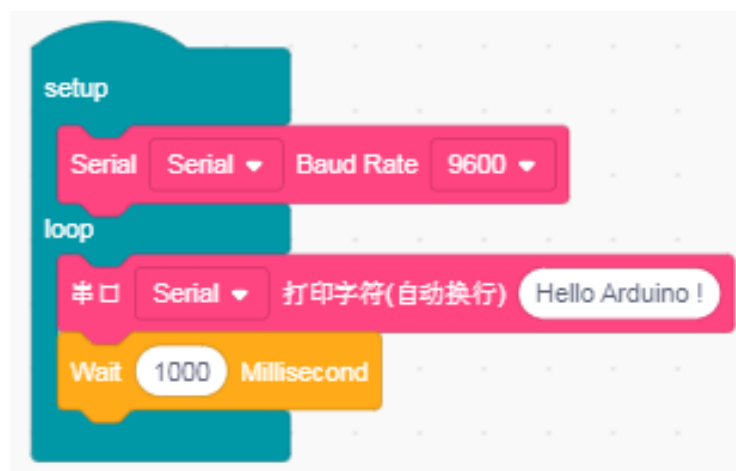 setup
Serial Serial Baud Rate 9600
loop
串口 Serial 打印字符(自动换行) Hello Arduino !
Wait 1000 Millisecond